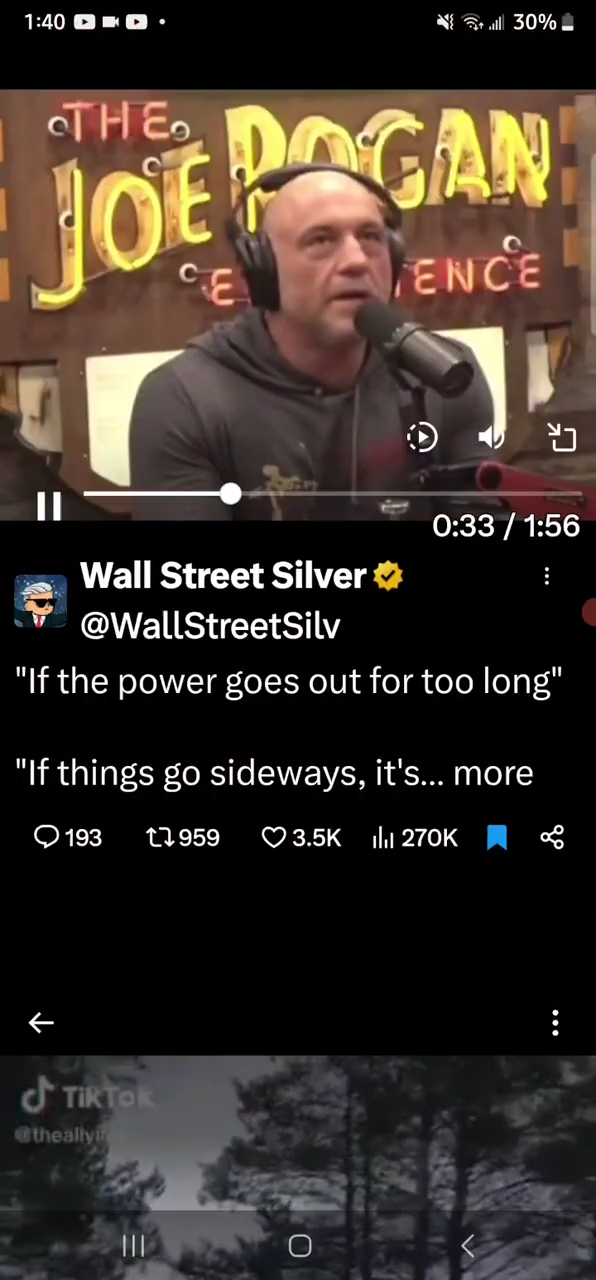 1:40
30%
THE
JOE ROGAN
E ENCE
0:33 / 1:56
Wall Street Silver
@WallStreetSilv
"If the power goes out for too long"
"If things go sideways, it's... more
193 959 3.5K 270K
TikTok